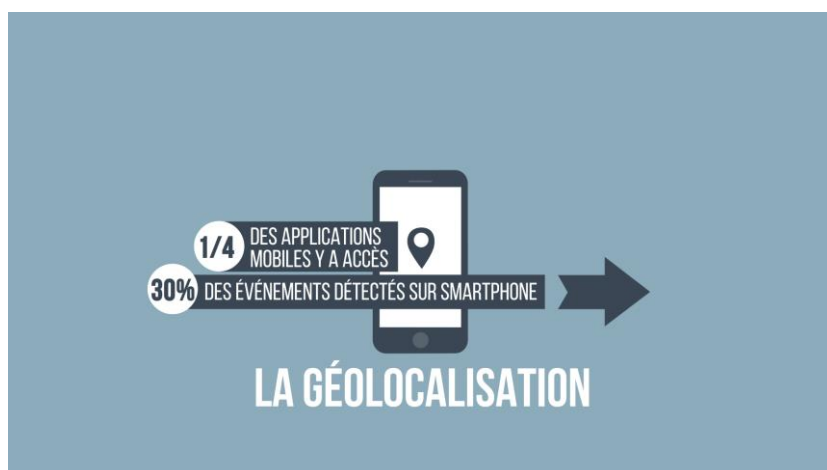 1/4 DES APPLICATIONS
MOBILES Y A ACCÈS
30% DES ÉVÉNEMENTS DÉTECTÉS SUR SMARTPHONE
LA GÉOLOCALISATION